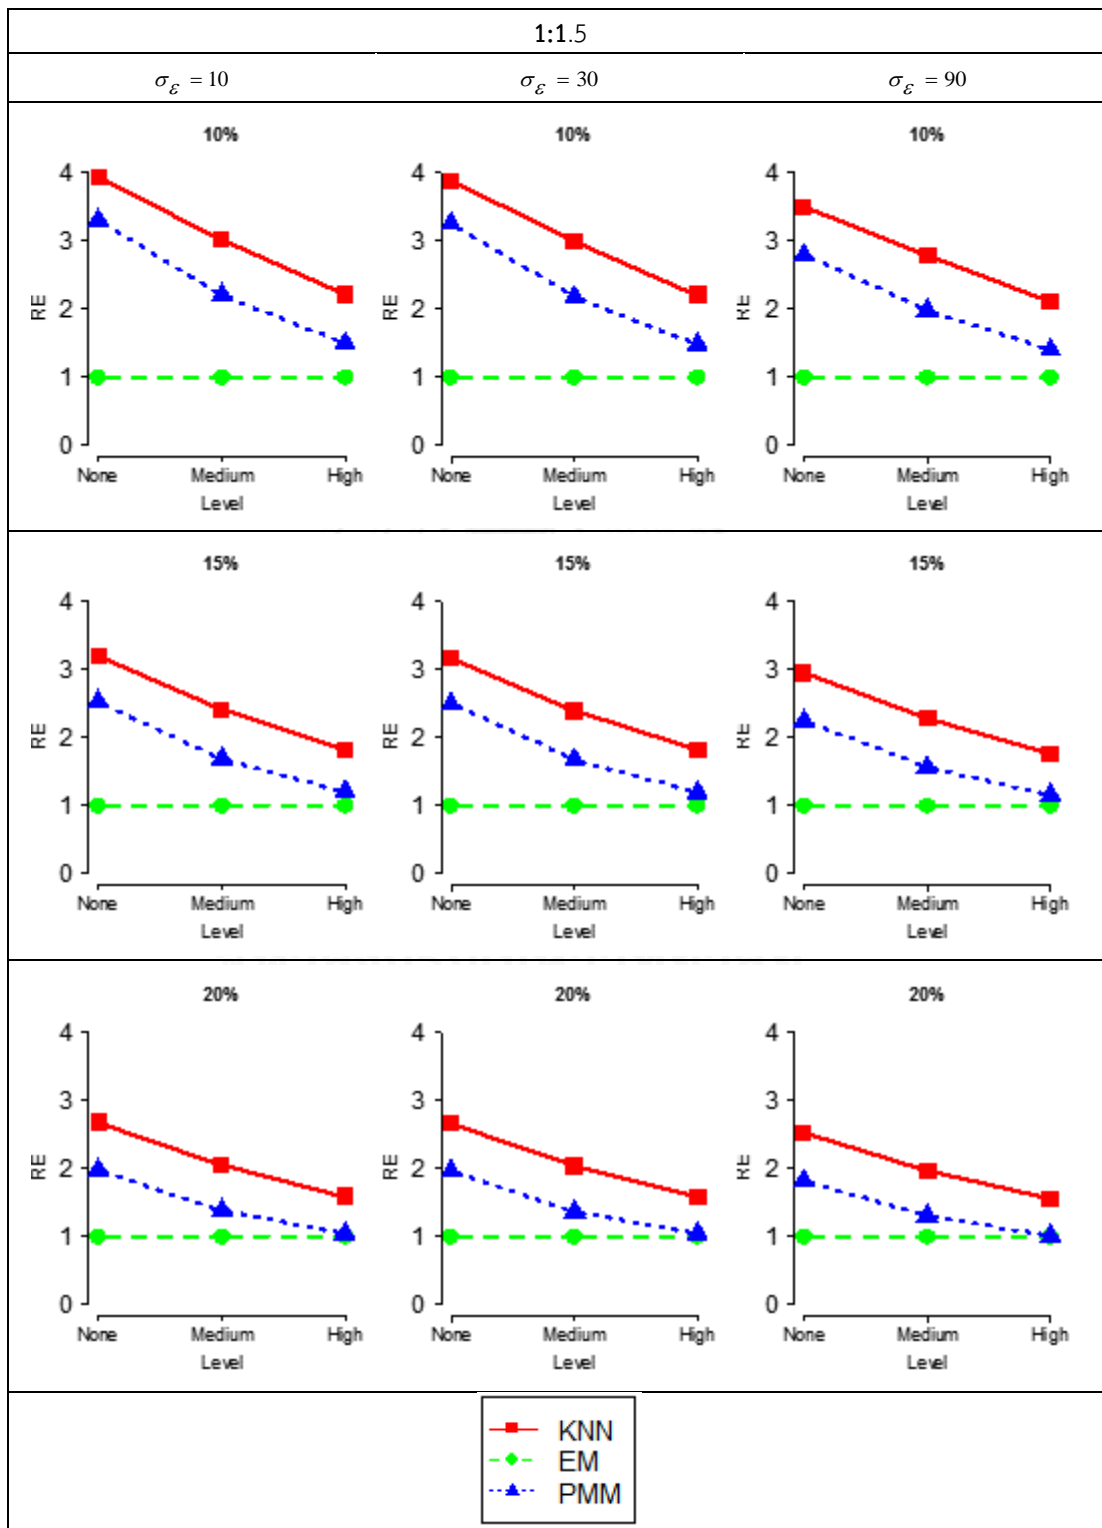 1:1.5
σε = 10 σε = 30 σε = 90
10% 10% 10%
4 4 4
3 3 3
2 2 2
1 1 1
0 0 0
RE RE RE
None Medium High None Medium High None Medium High
Level Level Level
15% 15% 15%
4 4 4
3 3 3
2 2 2
1 1 1
0 0 0
RE RE RE
None Medium High None Medium High None Medium High
Level Level Level
20% 20% 20%
4 4 4
3 3 3
2 2 2
1 1 1
0 0 0
RE RE RE
None Medium High None Medium High None Medium High
Level Level Level
KNN
EM
PMM